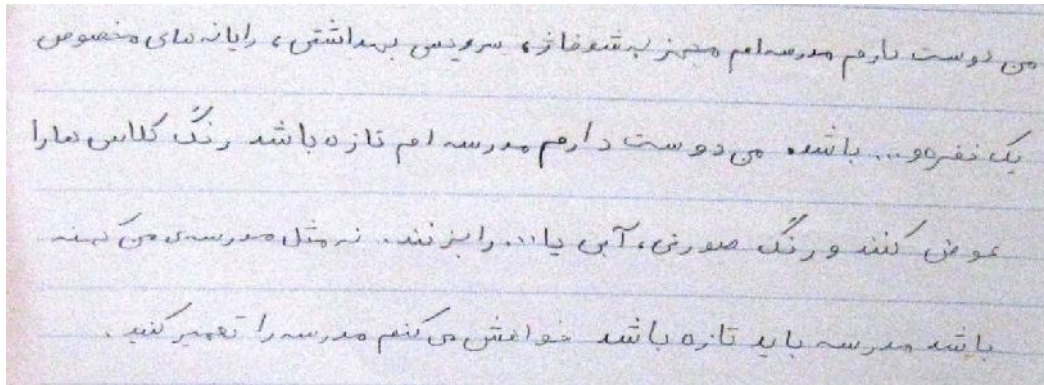 من دوست دارم مدرسه ام مجهز به شوفاژ، سرویس بهداشتی، رایانه های مخصوص
یک نفره و... باشد. من دوست دارم مدرسه ام تازه باشد رنگ کلاس ها را
عوض کنند و رنگ صورتی، آبی یا... را بزنند. نه مثل مدرسه ی من کهنه
باشد مدرسه باید تازه باشد خواهش می کنم مدرسه را تعمیر کنید.